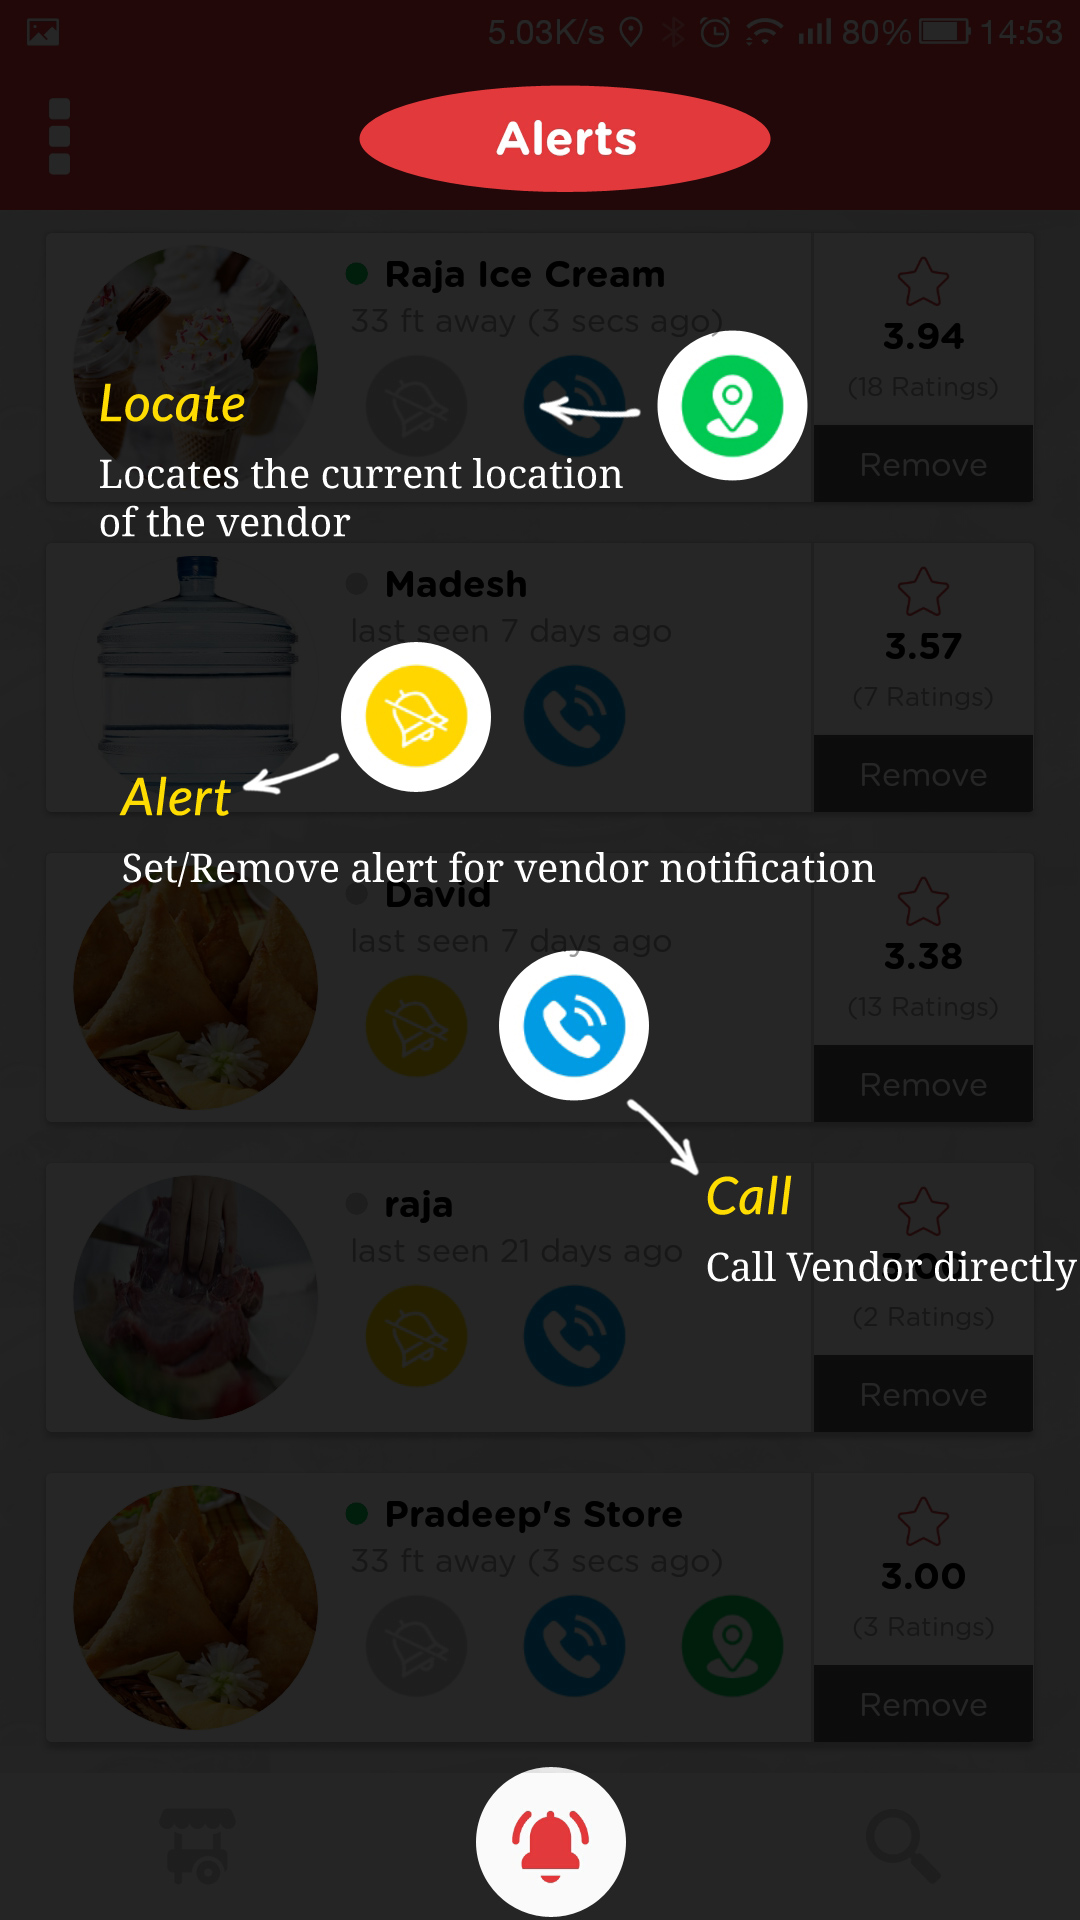 5.03K/s 80% 14:53
Alerts
Raja Ice Cream
33 ft away (3 secs ago)
3.94
(18 Ratings)
Remove
Locate
Locates the current location
of the vendor
Madesh
last seen 7 days ago
3.57
(7 Ratings)
Remove
Alert
Set/Remove alert for vendor notification
David
last seen 7 days ago
3.38
(13 Ratings)
Remove
raja
last seen 21 days ago
Call
Call Vendor directly
3.00
(2 Ratings)
Remove
Pradeep's Store
33 ft away (3 secs ago)
3.00
(3 Ratings)
Remove